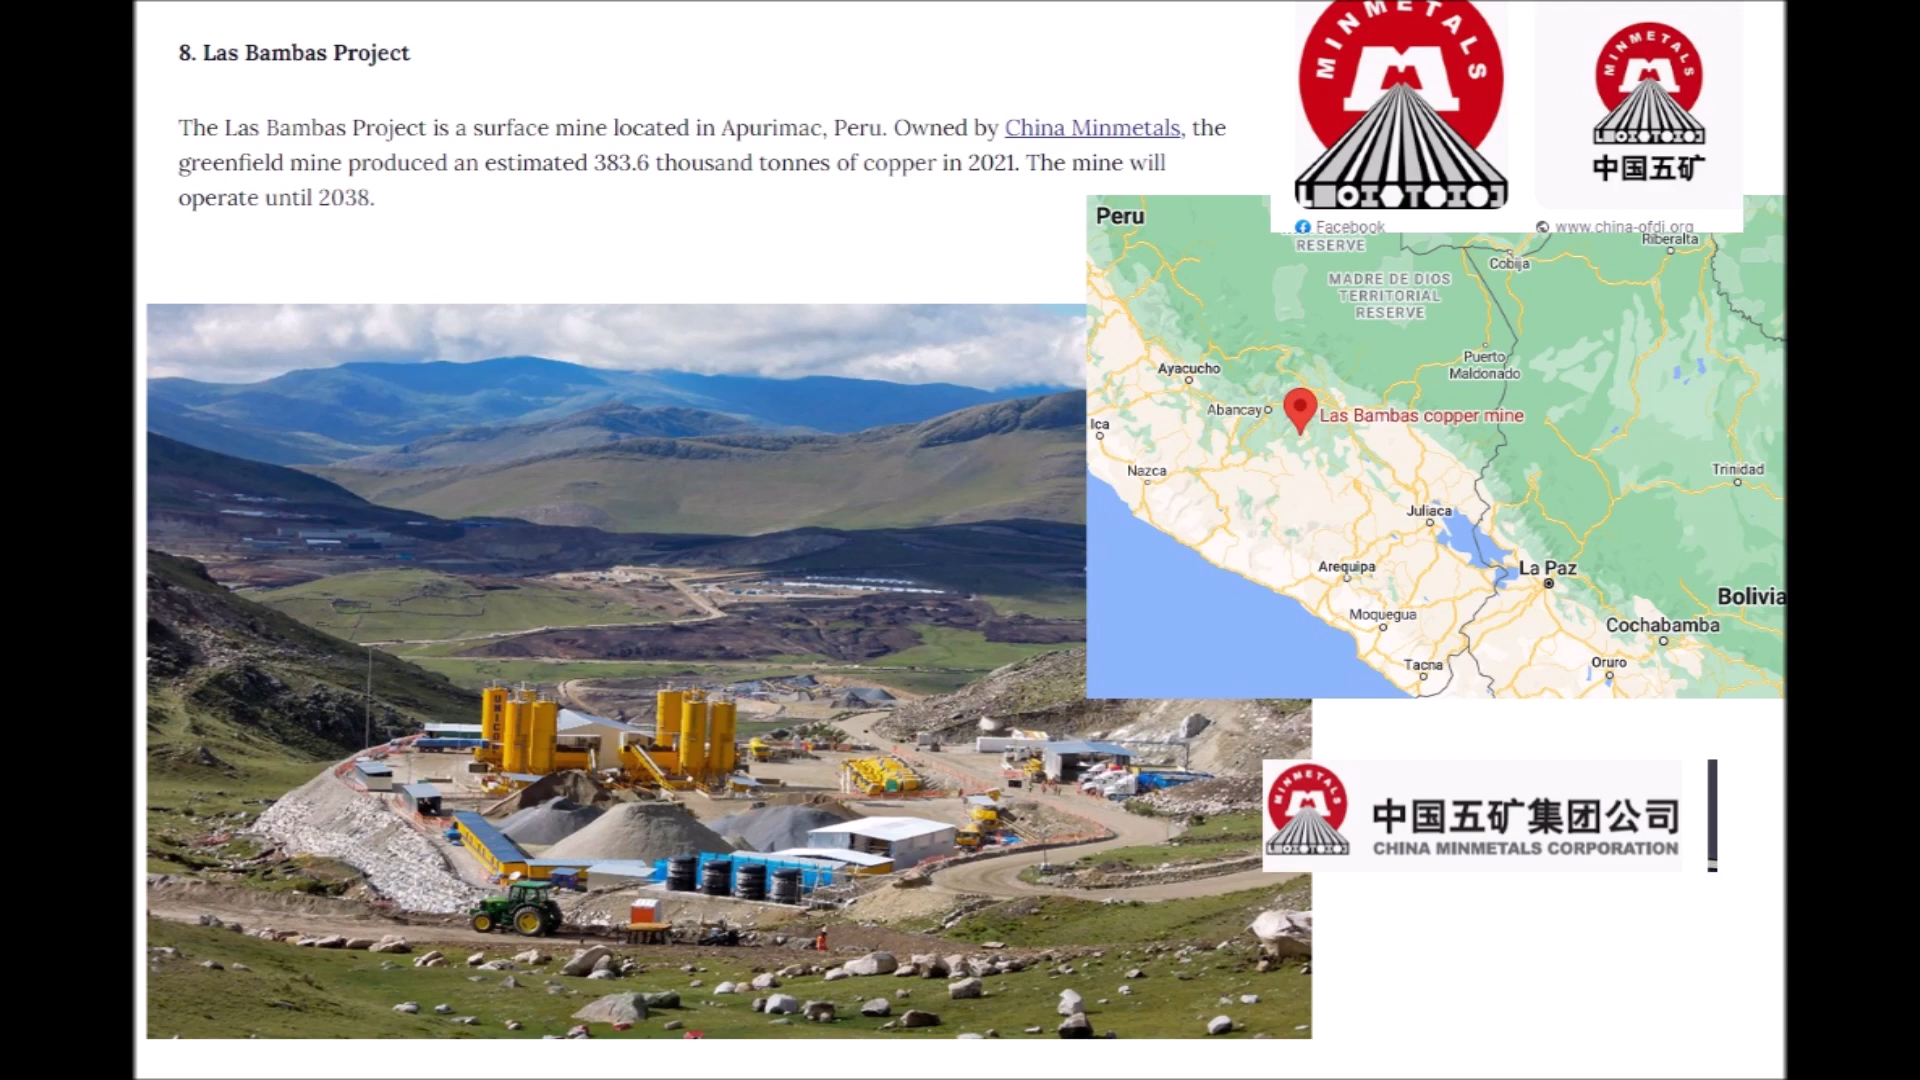 8. Las Bambas Project
The Las Bambas Project is a surface mine located in Apurimac, Peru. Owned by China Minmetals, the
greenfield mine produced an estimated 383.6 thousand tonnes of copper in 2021. The mine will
operate until 2038.
MINMETALS
MINMETALS
中国五矿
Facebook
www.china-ofdi.org
Peru
RESERVE
Riberalta
Cobija
MADRE DE DIOS
TERRITORIAL
RESERVE
Puerto
Maldonado
Ayacucho
Abancay
Las Bambas copper mine
Ica
Nazca
Trinidad
Juliaca
Arequipa
La Paz
Bolivia
Moquegua
Cochabamba
Tacna
Oruro
UNICON
MINMETALS
中国五矿集团公司
CHINA MINMETALS CORPORATION